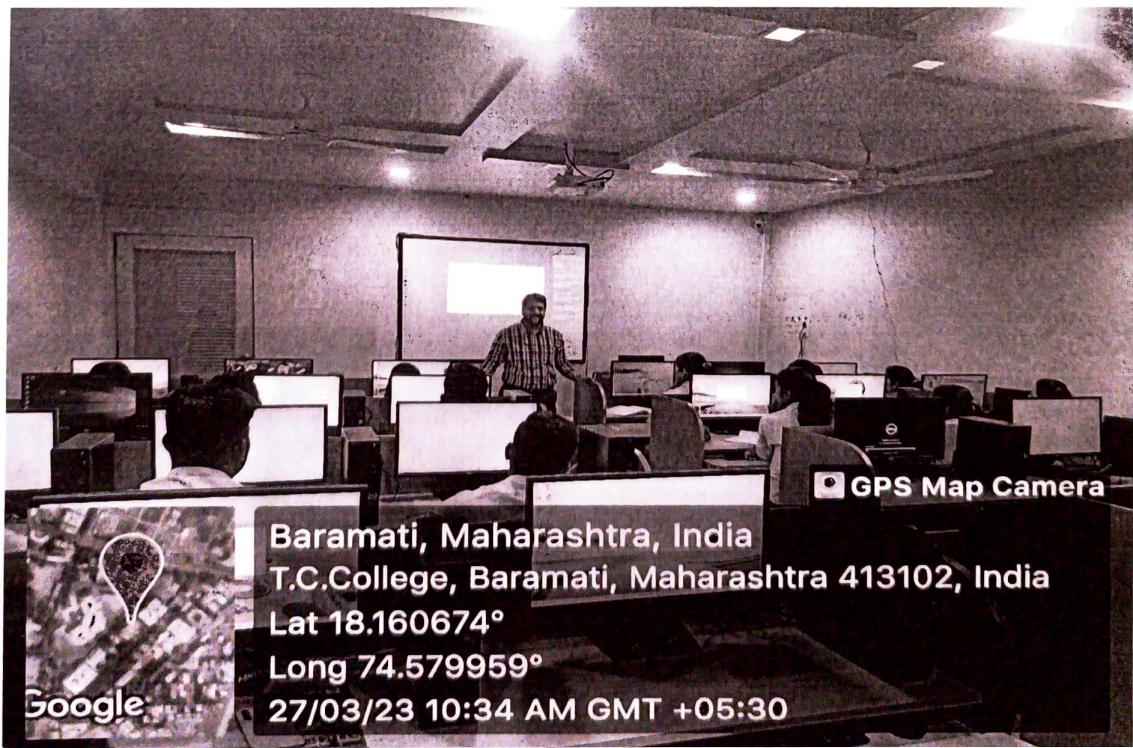 GPS Map Camera
Baramati, Maharashtra, India
T.C.College, Baramati, Maharashtra 413102, India
Lat 18.160674°
Long 74.579959°
27/03/23 10:34 AM GMT +05:30
Google
DELL